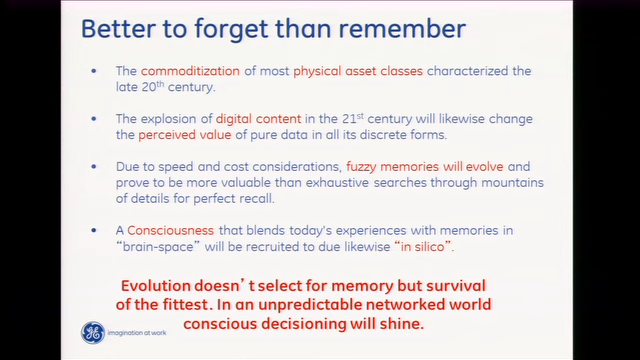 Better to forget than remember
• The commoditization of most physical asset classes characterized the
late 20th century.
• The explosion of digital content in the 21st century will likewise change
the perceived value of pure data in all its discrete forms.
• Due to speed and cost considerations, fuzzy memories will evolve and
prove to be more valuable than exhaustive searches through mountains
of details for perfect recall.
• A Consciousness that blends today's experiences with memories in
“brain-space” will be recruited to due likewise “in silico”.
Evolution doesn't select for memory but survival
of the fittest. In an unpredictable networked world
conscious decisioning will shine.
GE imagination at work